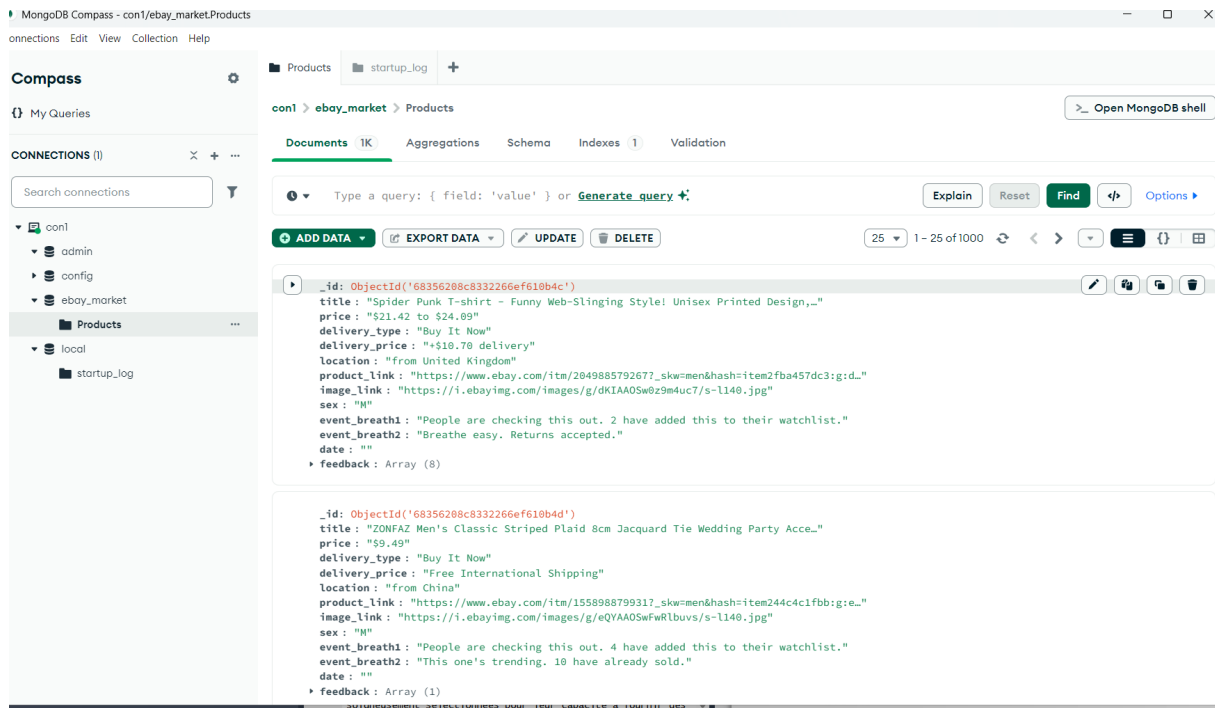 MongoDB Compass - con1/ebay_market.Products
onnections Edit View Collection Help
Compass
{} My Queries
CONNECTIONS (1)
Search connections
con1
admin
config
ebay_market
Products
local
startup_log
Products startup_log
con1 > ebay_market > Products
>_ Open MongoDB shell
Documents 1K Aggregations Schema Indexes 1 Validation
Type a query: { field: 'value' } or Generate query
Explain Reset Find </> Options
ADD DATA EXPORT DATA UPDATE DELETE
25 1 – 25 of 1000 {}
_id: ObjectId('68356208c8332266ef610b4c')
title : "Spider Punk T-shirt – Funny Web-Slinging Style! Unisex Printed Design,…"
price : "$21.42 to $24.09"
delivery_type : "Buy It Now"
delivery_price : "+$10.70 delivery"
location : "from United Kingdom"
product_link : "https://www.ebay.com/itm/204988579267?_skw=men&hash=item2fba457dc3:g:d…"
image_link : "https://i.ebayimg.com/images/g/dKIAAOSw0z9m4uc7/s-l140.jpg"
sex : "M"
event_breath1 : "People are checking this out. 2 have added this to their watchlist."
event_breath2 : "Breathe easy. Returns accepted."
date : ""
feedback : Array (8)
_id: ObjectId('68356208c8332266ef610b4d')
title : "ZONFAZ Men's Classic Striped Plaid 8cm Jacquard Tie Wedding Party Acce…"
price : "$9.49"
delivery_type : "Buy It Now"
delivery_price : "Free International Shipping"
location : "from China"
product_link : "https://www.ebay.com/itm/155898879931?_skw=men&hash=item244c4c1fbb:g:e…"
image_link : "https://i.ebayimg.com/images/g/eQYAAOSwFwRlbuvs/s-l140.jpg"
sex : "M"
event_breath1 : "People are checking this out. 4 have added this to their watchlist."
event_breath2 : "This one's trending. 10 have already sold."
date : ""
feedback : Array (1)